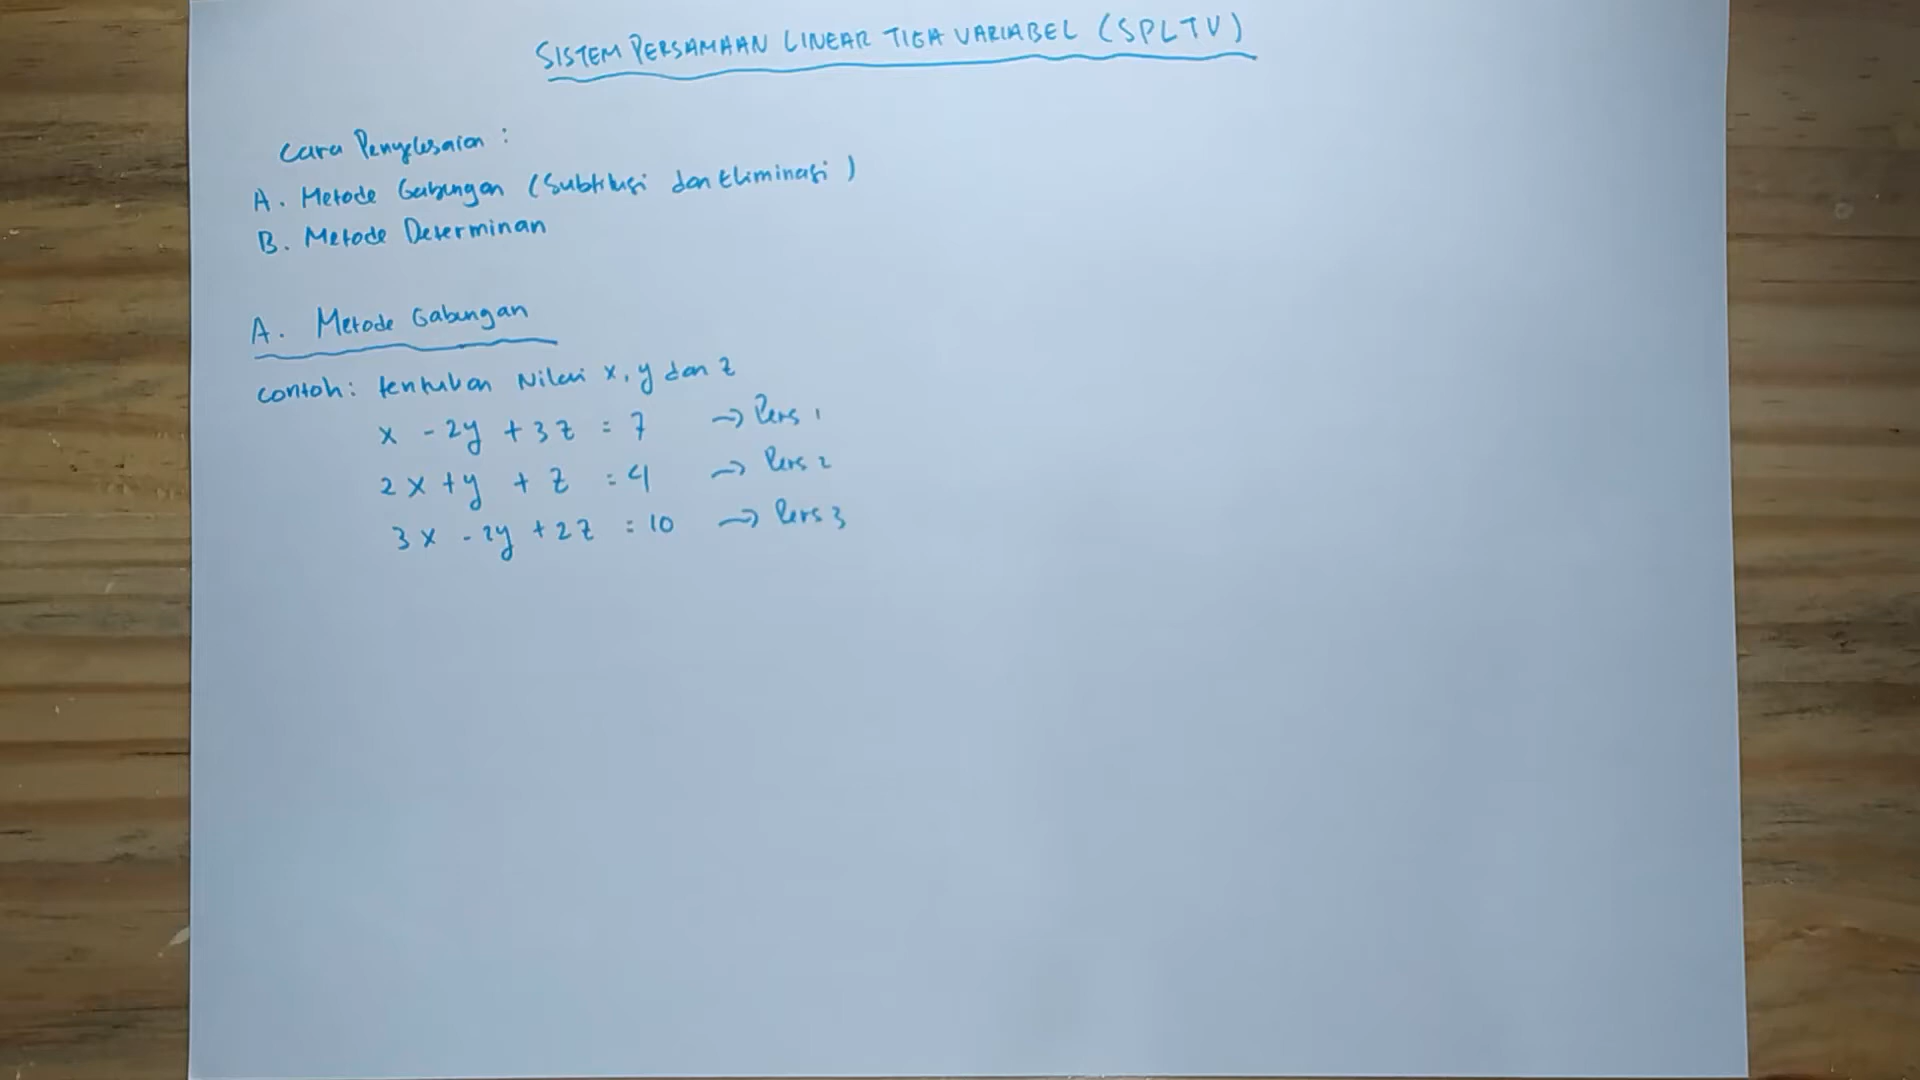 SISTEM PERSAMAAN LINEAR TIGA VARIABEL (SPLTV)
Cara Penyelesaian :
A. Metode Gabungan (Subtitusi dan Eliminasi)
B. Metode Determinan
A. Metode Gabungan
Contoh: tentukan Nilai x, y dan z
x - 2y + 3z = 7 → Pers 1
2x + y + z = 4 → Pers 2
3x - 2y + 2z = 10 → Pers 3